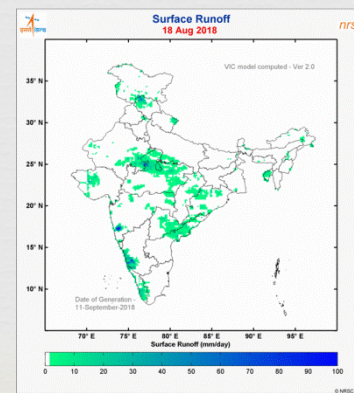 Surface Runoff
18 Aug 2018
nrs
VIC model computed - Ver 2.0
35° N
30° N
25° N
20° N
15° N
10° N
Date of Generation -
11-September-2018
70° E 75° E 80° E 85° E 90° E 95° E
Surface Runoff (mm/day)
0 10 20 30 40 50 60 70 80 90 100
© NRSC